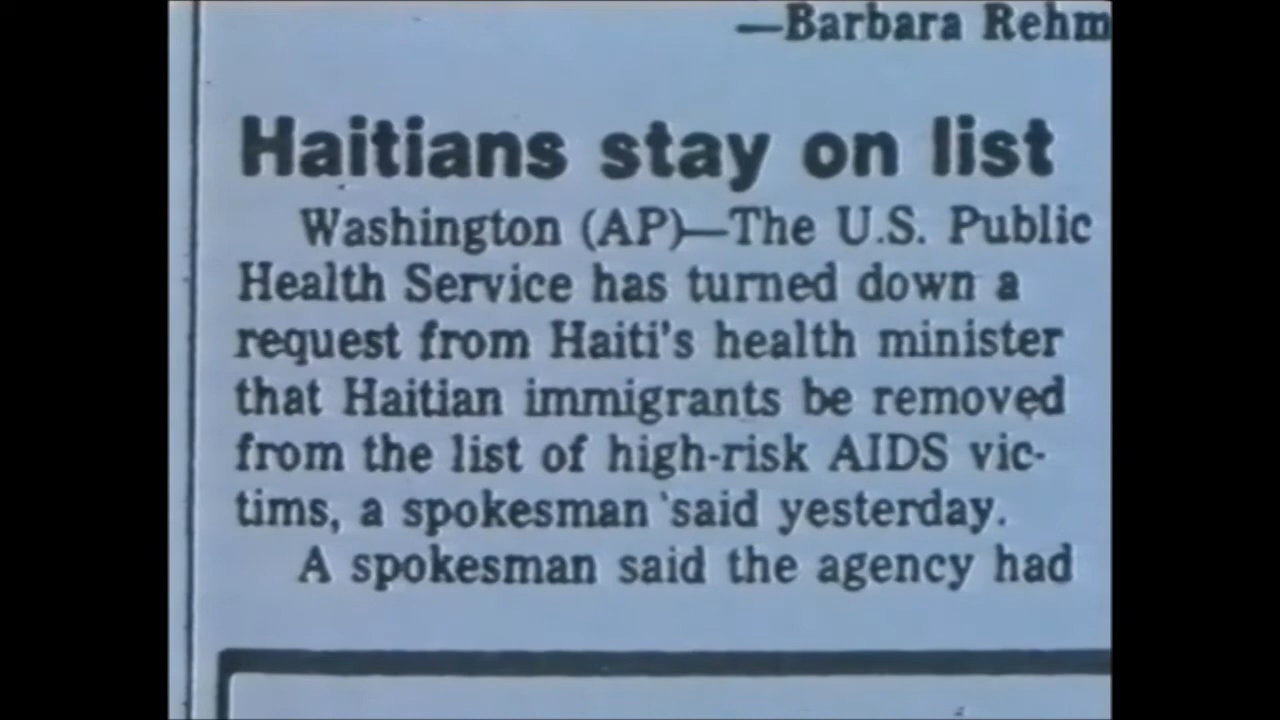 —Barbara Rehm
Haitians stay on list
Washington (AP)—The U.S. Public
Health Service has turned down a
request from Haiti's health minister
that Haitian immigrants be removed
from the list of high-risk AIDS vic-
tims, a spokesman said yesterday.
A spokesman said the agency had